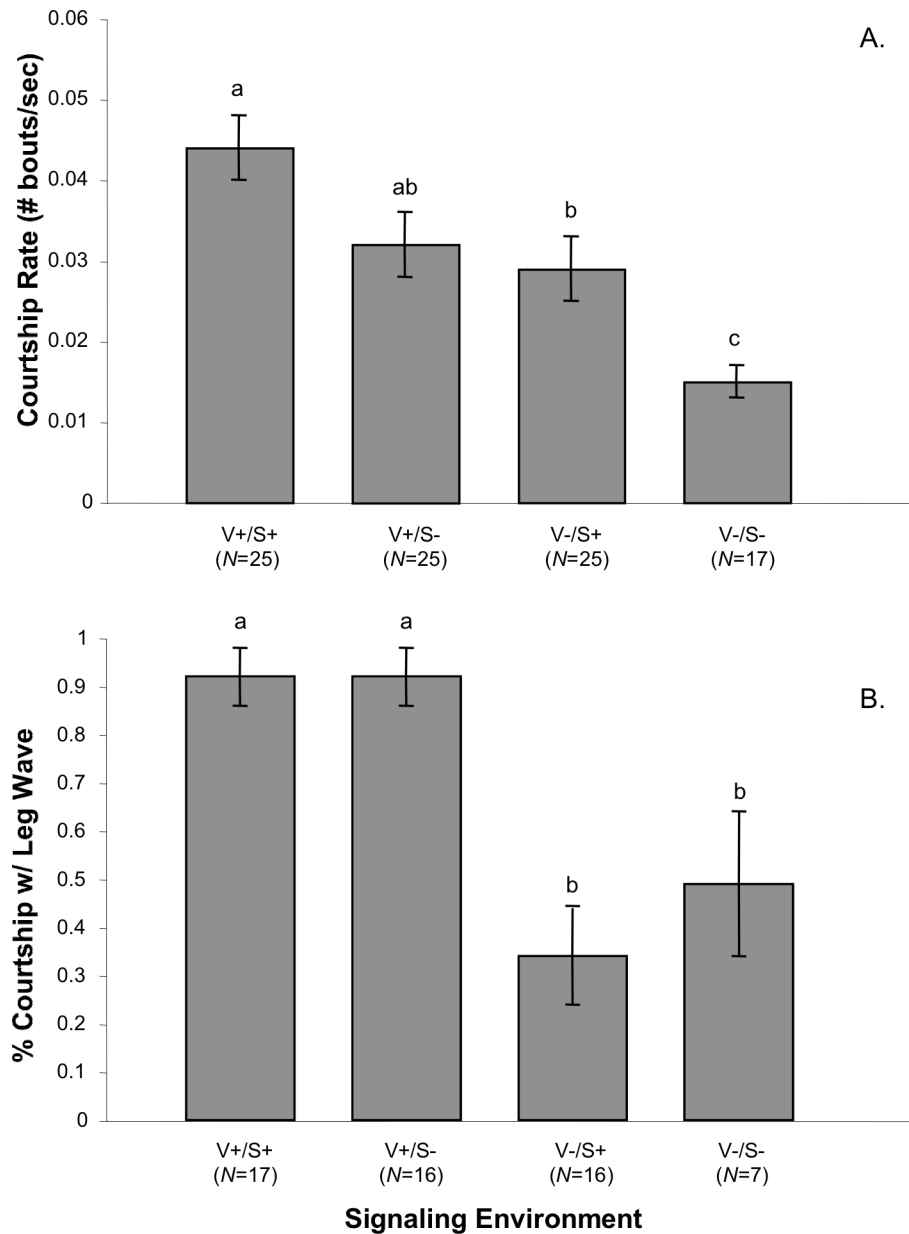 A.
Courtship Rate (# bouts/sec)
0.06
0.05
0.04
0.03
0.02
0.01
0
a
ab
b
c
V+/S+
(N=25)
V+/S-
(N=25)
V-/S+
(N=25)
V-/S-
(N=17)
B.
% Courtship w/ Leg Wave
1
0.9
0.8
0.7
0.6
0.5
0.4
0.3
0.2
0.1
0
a
a
b
b
V+/S+
(N=17)
V+/S-
(N=16)
V-/S+
(N=16)
V-/S-
(N=7)
Signaling Environment